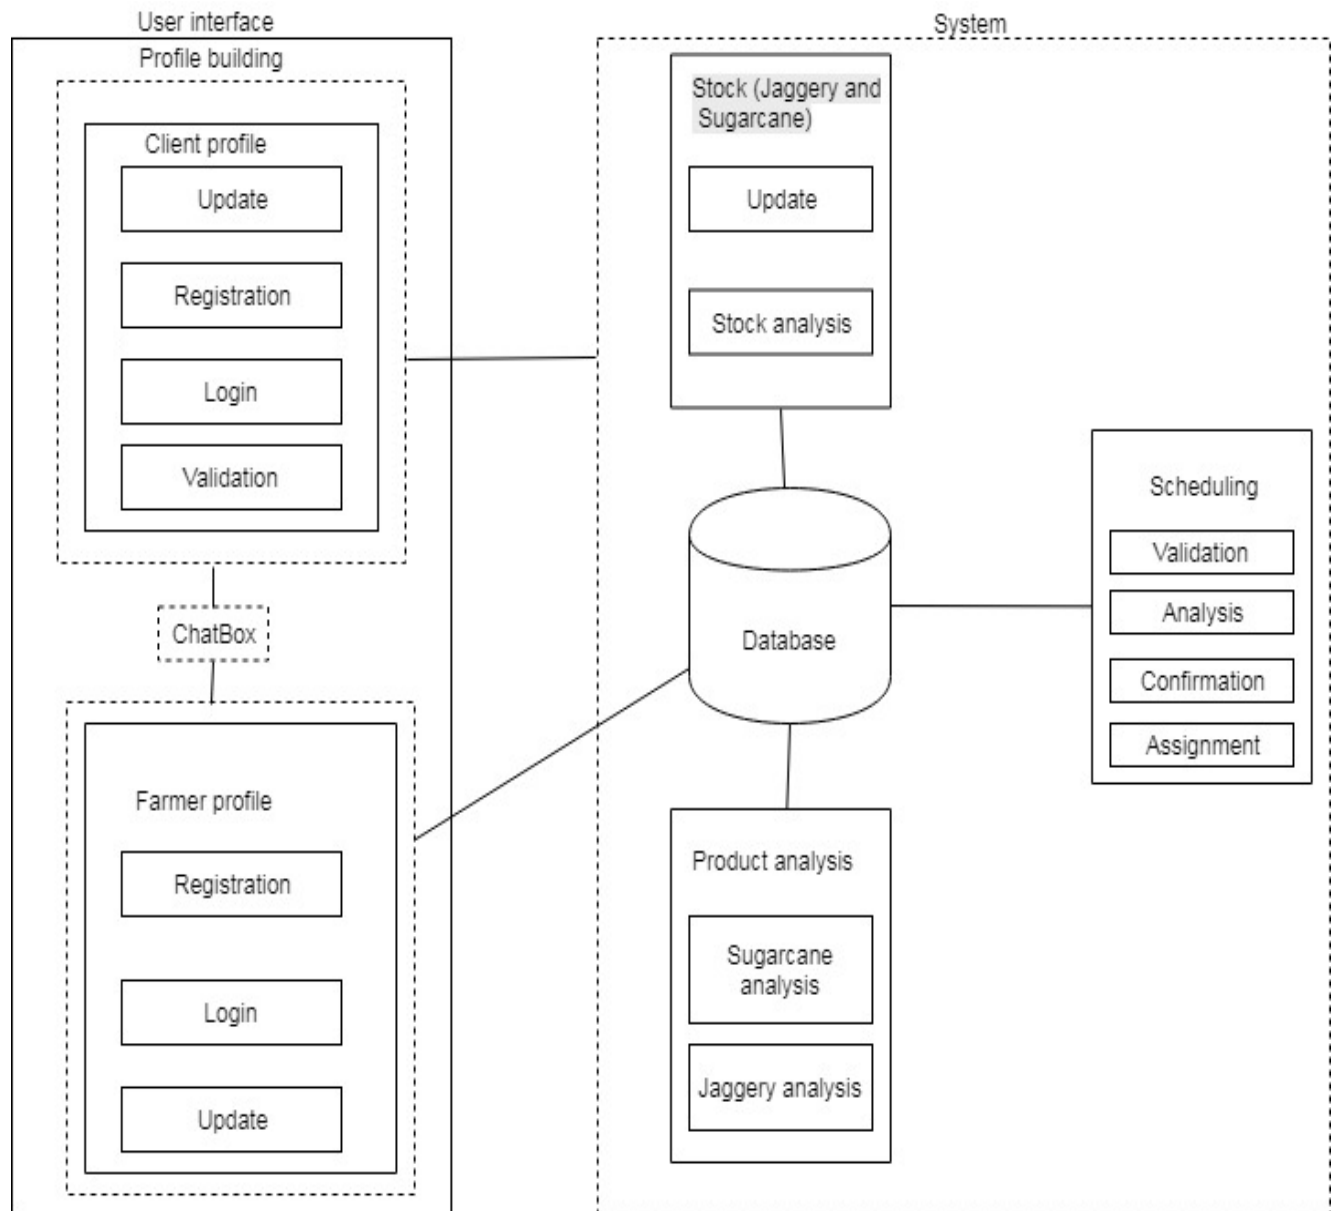 User interface
Profile building
Client profile
Update
Registration
Login
Validation
ChatBox
Farmer profile
Registration
Login
Update
System
Stock (Jaggery and
Sugarcane)
Update
Stock analysis
Database
Product analysis
Sugarcane
analysis
Jaggery analysis
Scheduling
Validation
Analysis
Confirmation
Assignment